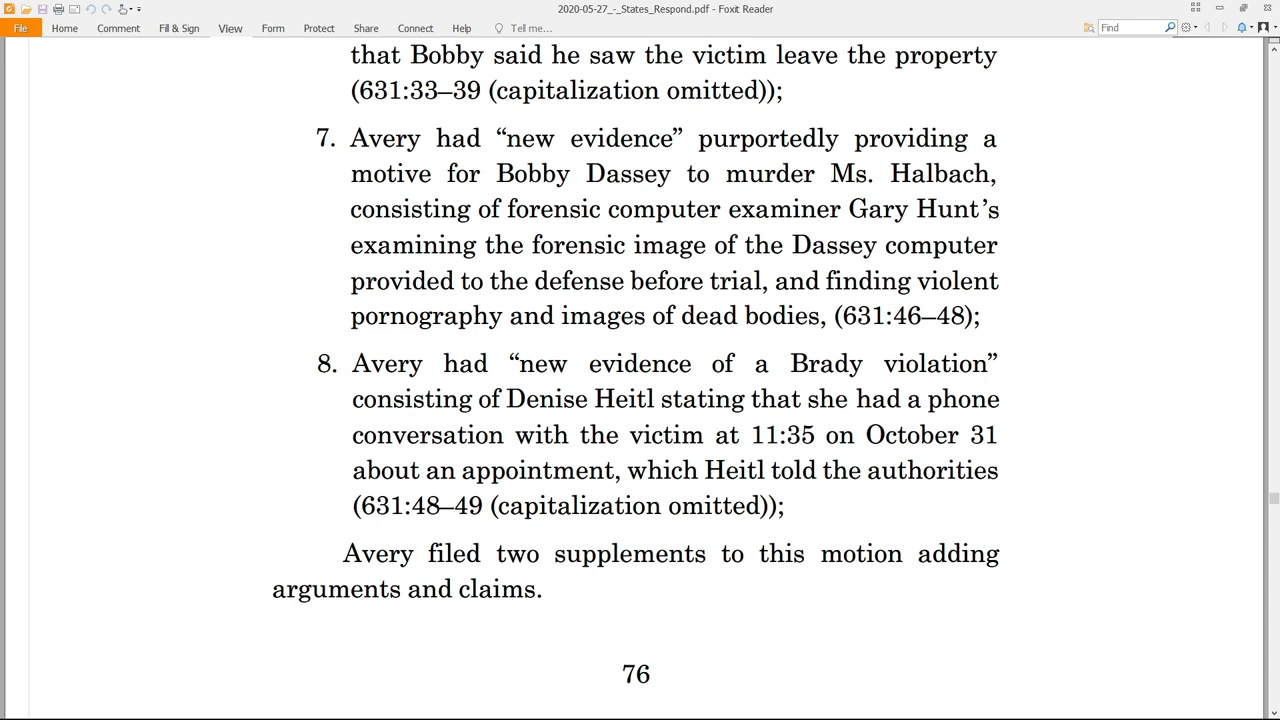 2020-05-27_-_States_Respond.pdf - Foxit Reader
File Home Comment Fill & Sign View Form Protect Share Connect Help Tell me... Find
that Bobby said he saw the victim leave the property
(631:33–39 (capitalization omitted));
7. Avery had “new evidence” purportedly providing a
motive for Bobby Dassey to murder Ms. Halbach,
consisting of forensic computer examiner Gary Hunt’s
examining the forensic image of the Dassey computer
provided to the defense before trial, and finding violent
pornography and images of dead bodies, (631:46–48);
8. Avery had “new evidence of a Brady violation”
consisting of Denise Heitl stating that she had a phone
conversation with the victim at 11:35 on October 31
about an appointment, which Heitl told the authorities
(631:48–49 (capitalization omitted));
Avery filed two supplements to this motion adding
arguments and claims.
76